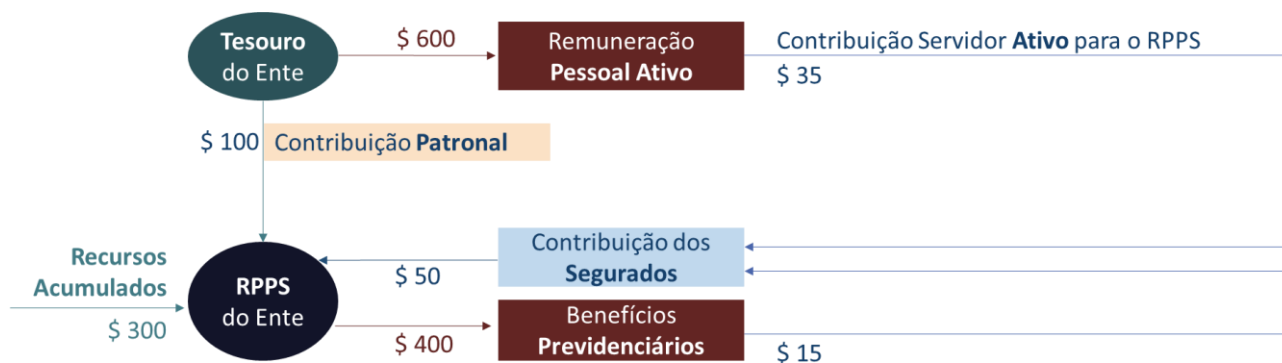 Tesouro
do Ente
$ 600
Remuneração
Pessoal Ativo
Contribuição Servidor Ativo para o RPPS
$ 35
$ 100
Contribuição Patronal
Recursos
Acumulados
$ 300
RPPS
do Ente
$ 50
Contribuição dos
Segurados
$ 400
Benefícios
Previdenciários
$ 15